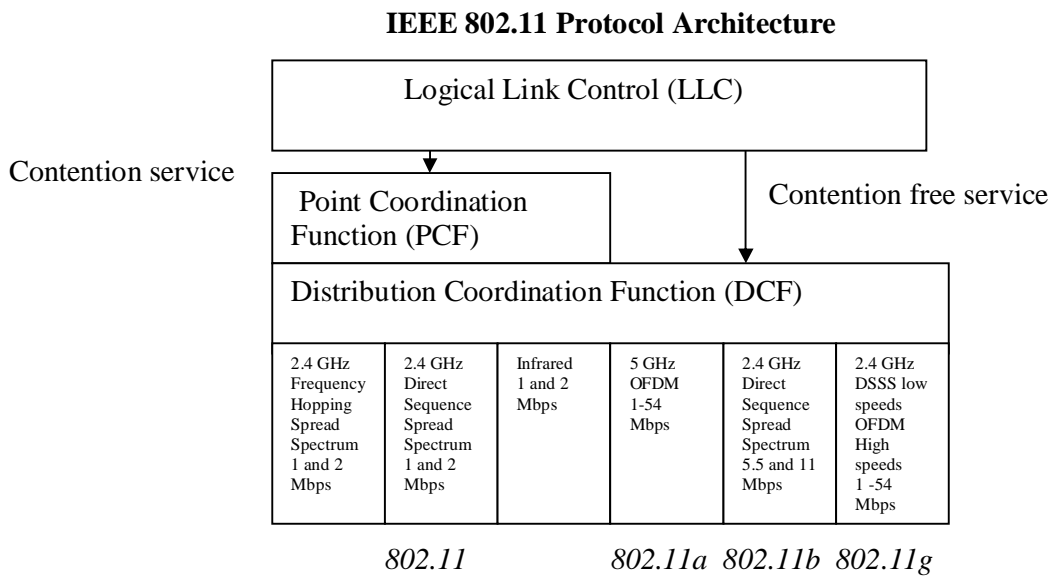 IEEE 802.11 Protocol Architecture
Logical Link Control (LLC)
Contention service
Contention free service
Point Coordination
Function (PCF)
Distribution Coordination Function (DCF)
2.4 GHz
Frequency
Hopping
Spread
Spectrum
1 and 2
Mbps
2.4 GHz
Direct
Sequence
Spread
Spectrum
1 and 2
Mbps
Infrared
1 and 2
Mbps
5 GHz
OFDM
1-54
Mbps
2.4 GHz
Direct
Sequence
Spread
Spectrum
5.5 and 11
Mbps
2.4 GHz
DSSS low
speeds
OFDM
High
speeds
1 -54
Mbps
802.11
802.11a
802.11b
802.11g